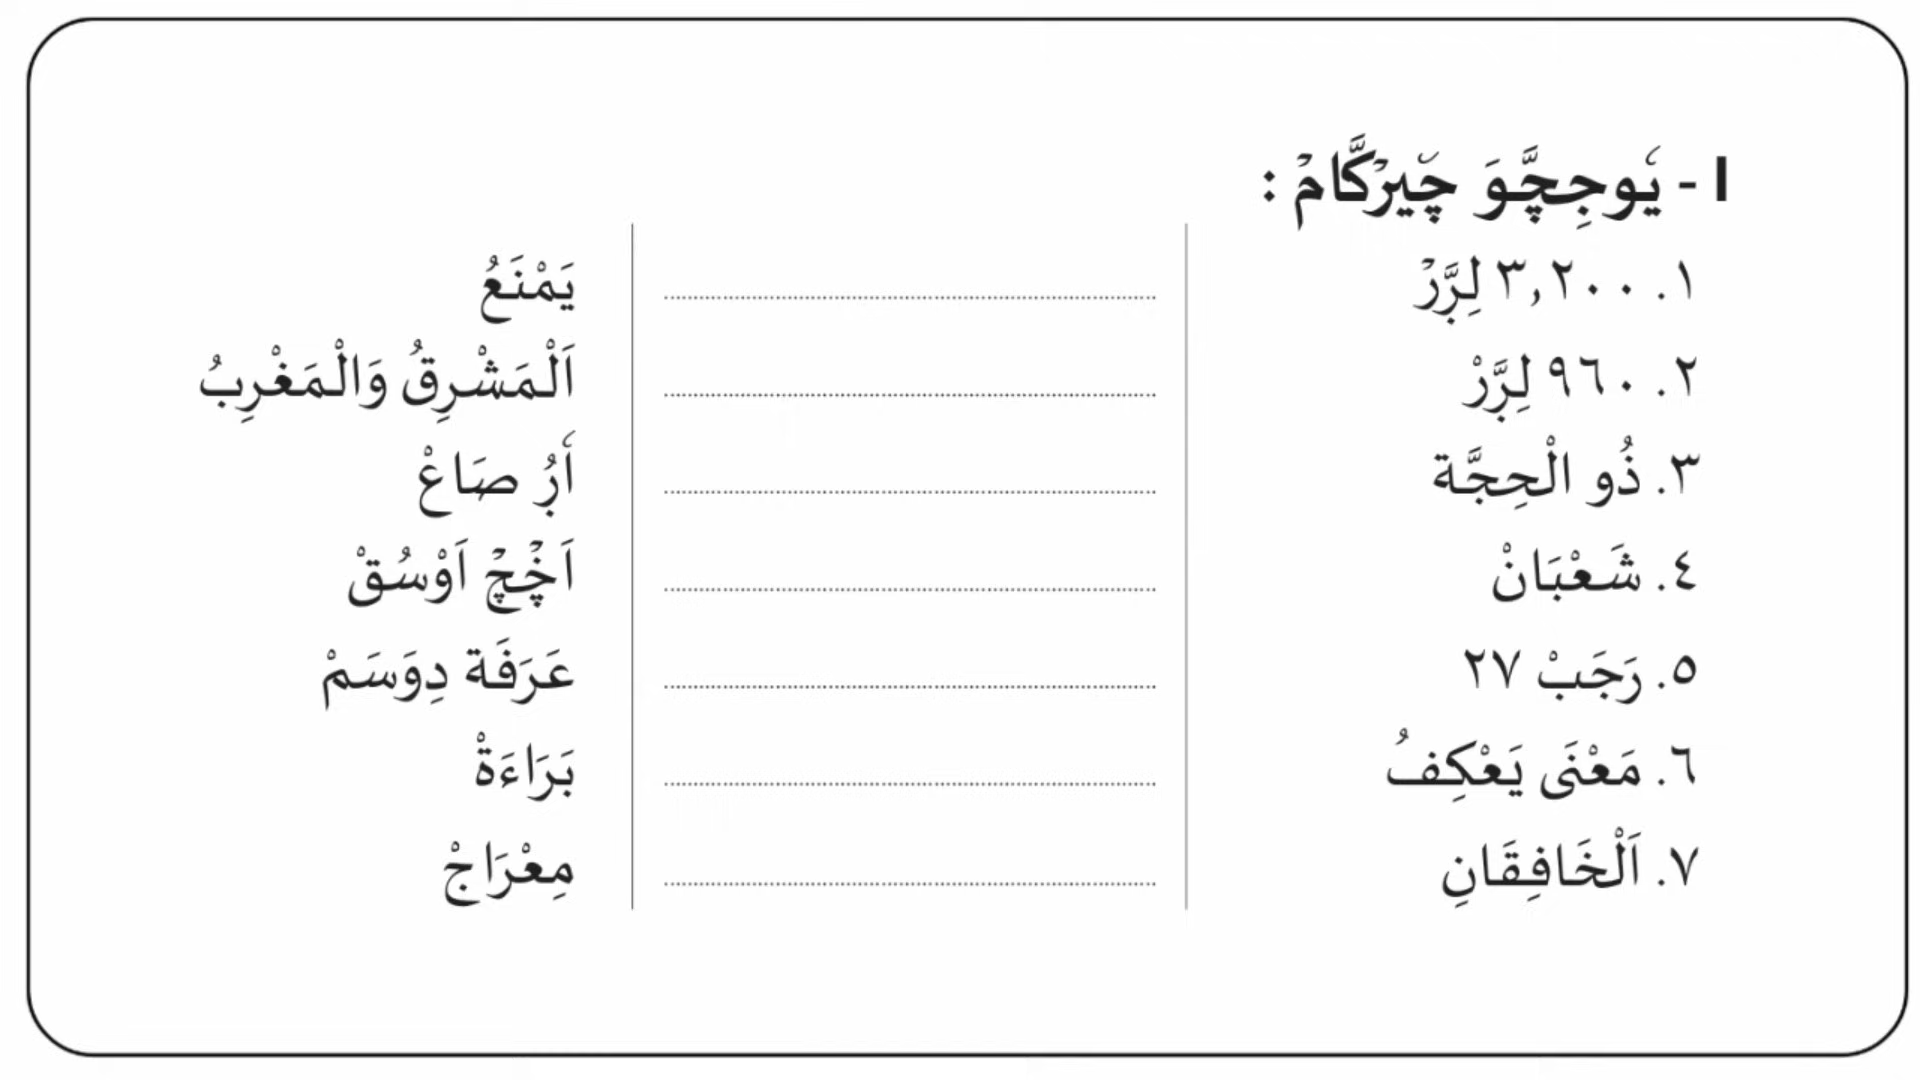 I - يٗوجِچَّوَ چٜيرْكَّامْ :
١. ٣,٢٠٠ لِرَّرْ ........ يَمْنَعُ
٢. ٩٦٠ لِرَّرْ ........ اَلْمَشْرِقُ وَالْمَغْرِبُ
٣. ذُو الْحِجَّة ........ أرُ صَاعْ
٤. شَعْبَانْ ........ اَڿْچْ اَوْسُقْ
٥. رَجَبْ ٢٧ ........ عَرَفَة دِوَسَمْ
٦. مَعْنَى يَعْكِفُ ........ بَرَاءَةْ
٧. اَلْخَافِقَانِ ........ مِعْرَاجْ